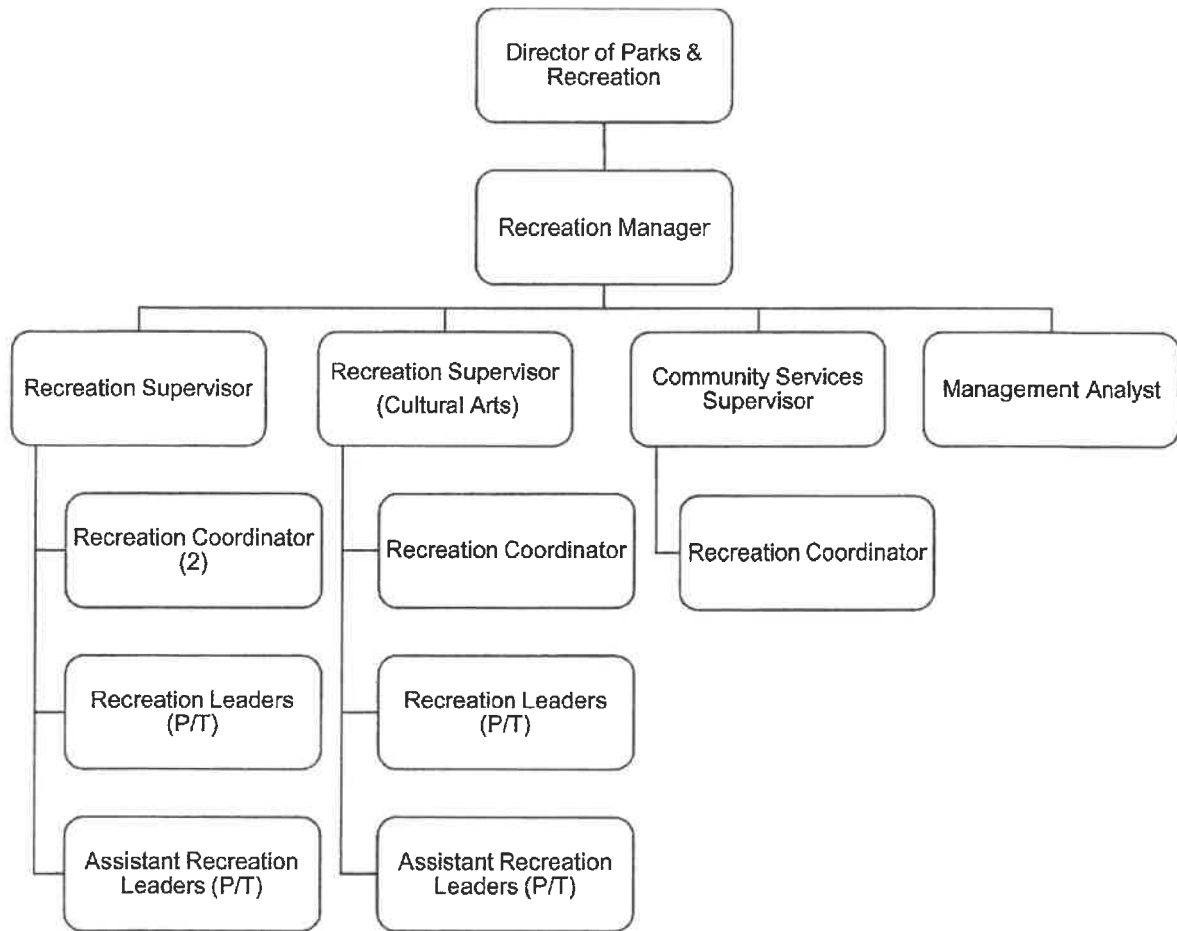 Director of Parks &
Recreation
Recreation Manager
Recreation Supervisor
Recreation Supervisor
(Cultural Arts)
Community Services
Supervisor
Management Analyst
Recreation Coordinator
(2)
Recreation Coordinator
Recreation Coordinator
Recreation Leaders
(P/T)
Recreation Leaders
(P/T)
Assistant Recreation
Leaders (P/T)
Assistant Recreation
Leaders (P/T)